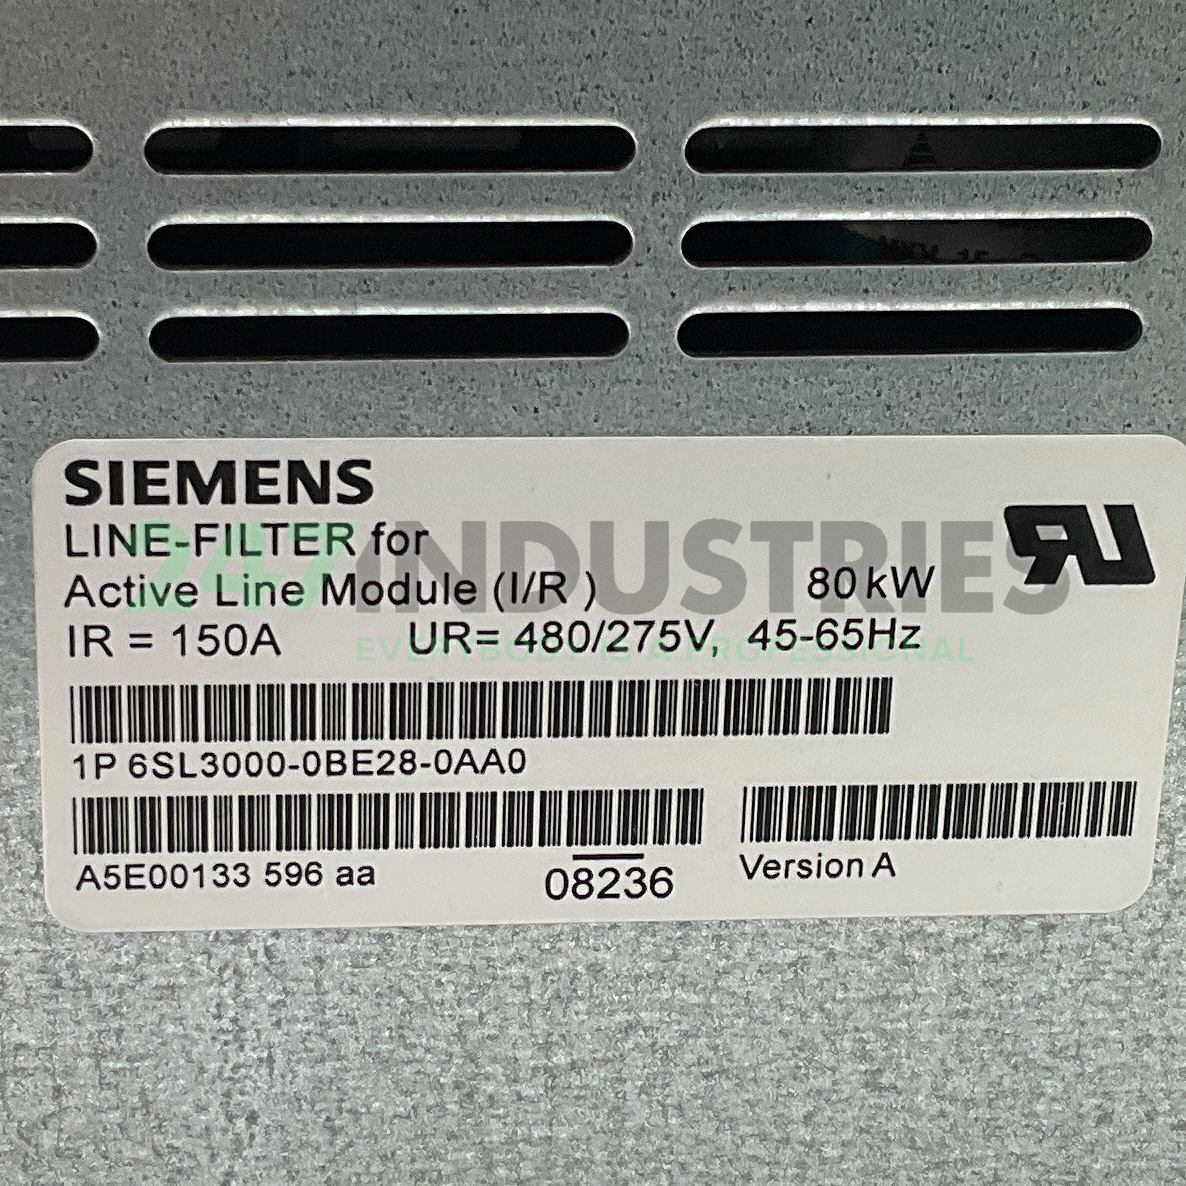 SIEMENS
LINE-FILTER for
Active Line Module (I/R ) 80 kW
IR = 150A UR= 480/275V, 45-65Hz
1P 6SL3000-0BE28-0AA0
A5E00133 596 aa 08236 Version A
247INDUSTRIES
EVERYBODY IS A PROFESSIONAL